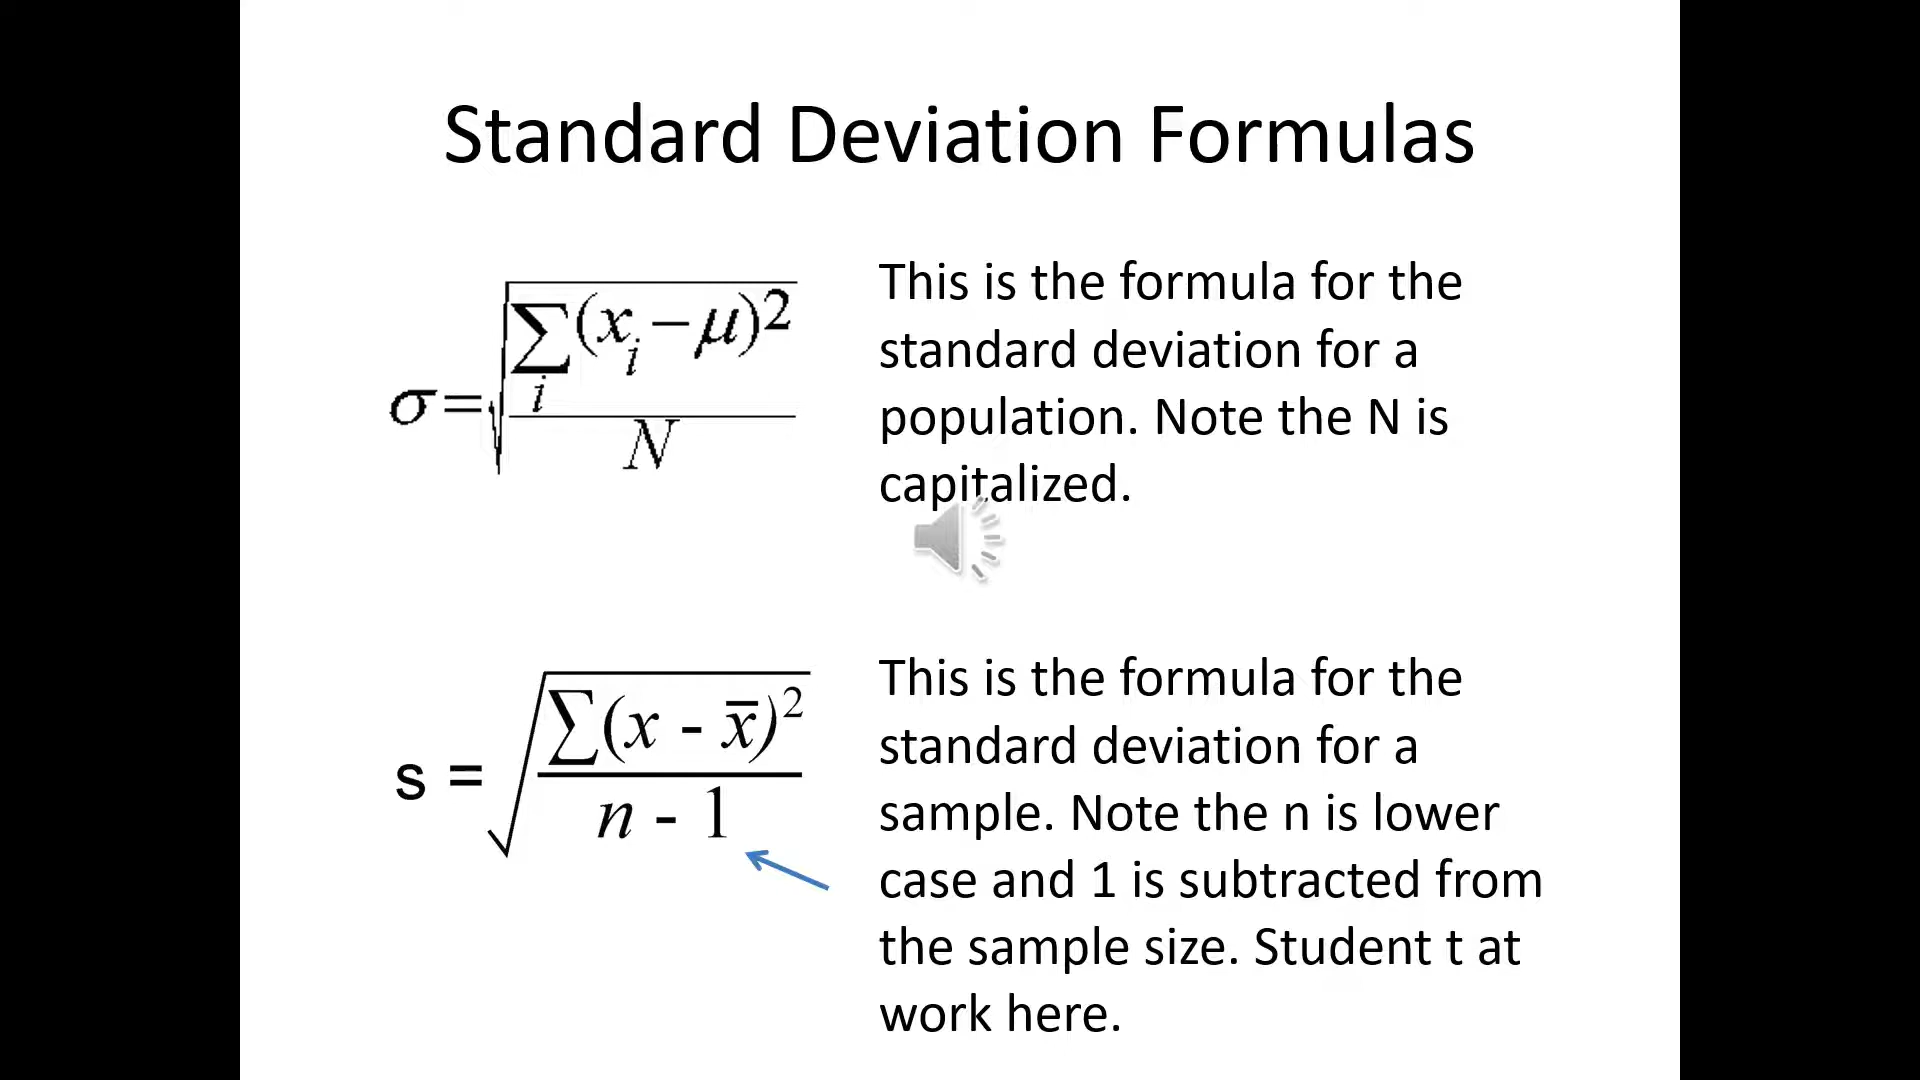 Standard Deviation Formulas
σ = √(∑i (xi − μ)2 / N)
This is the formula for the
standard deviation for a
population. Note the N is
capitalized.
s = √(∑(x - x̄)2 / n - 1)
This is the formula for the
standard deviation for a
sample. Note the n is lower
case and 1 is subtracted from
the sample size. Student t at
work here.